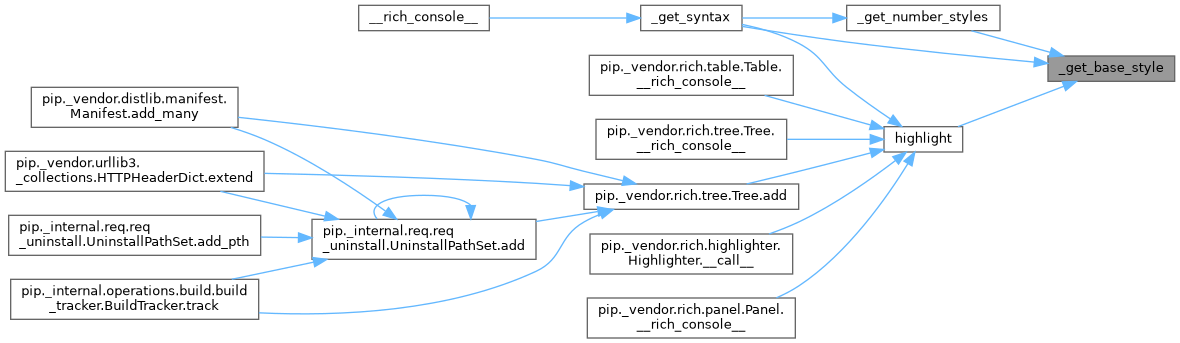 __rich_console__
_get_syntax
_get_number_styles
_get_base_style
pip._vendor.rich.table.Table.
__rich_console__
pip._vendor.distlib.manifest.
Manifest.add_many
pip._vendor.rich.tree.Tree.
__rich_console__
highlight
pip._vendor.urllib3.
_collections.HTTPHeaderDict.extend
pip._vendor.rich.tree.Tree.add
pip._internal.req.req
_uninstall.UninstallPathSet.add_pth
pip._internal.req.req
_uninstall.UninstallPathSet.add
pip._vendor.rich.highlighter.
Highlighter.__call__
pip._internal.operations.build.build
_tracker.BuildTracker.track
pip._vendor.rich.panel.Panel.
__rich_console__